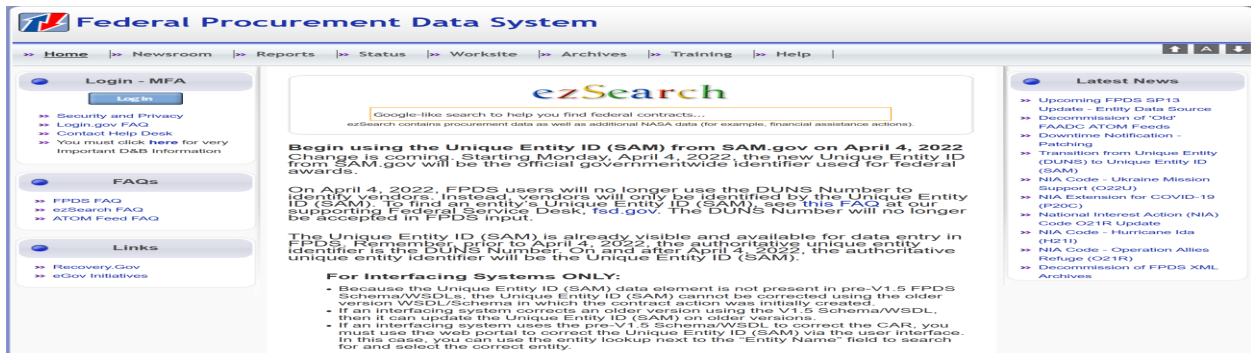 Federal Procurement Data System
Home
Newsroom
Reports
Status
Worksite
Archives
Training
Help
A
Login - MFA
Log in
Security and Privacy
Login.gov FAQ
Contact Help Desk
You must click here for very
Important D&B Information
FAQs
FPDS FAQ
ezSearch FAQ
ATOM Feed FAQ
Links
Recovery.Gov
eGov Initiatives
ezSearch
Google-like search to help you find federal contracts...
ezSearch contains procurement data as well as additional NASA data (for example, financial assistance actions).
Begin using the Unique Entity ID (SAM) from SAM.gov on April 4, 2022
Change is coming. Starting Monday, April 4, 2022, the new Unique Entity ID
from SAM.gov will be the official governmentwide identifier used for federal
awards.
On April 4, 2022, FPDS users will no longer use the DUNS Number to
identify vendors. Instead, vendors will only be identified by the Unique Entity
ID (SAM). To find an entity's Unique Entity ID (SAM), see this FAQ at our
supporting Federal Service Desk, fsd.gov. The DUNS Number will no longer
be accepted in FPDS input.
The Unique Entity ID (SAM) is already visible and available for data entry in
FPDS. Remember, prior to April 4, 2022, the authoritative unique entity
identifier is the DUNS Number. On and after April 4, 2022, the authoritative
unique entity identifier will be the Unique Entity ID (SAM).
For Interfacing Systems ONLY:
• Because the Unique Entity ID (SAM) data element is not present in pre-V1.5 FPDS
Schema/WSDLs, the Unique Entity ID (SAM) cannot be corrected using the older
version WSDL/Schema in which the contract action was initially created.
• If an interfacing system corrects an older version using the V1.5 Schema/WSDL,
then it can update the Unique Entity ID (SAM) on older versions.
• If an interfacing system uses the pre-V1.5 Schema/WSDL to correct the CAR, you
must use the web portal to correct the Unique Entity ID (SAM) via the user interface.
In this case, you can use the entity lookup next to the "Entity Name" field to search
for and select the correct entity.
Latest News
Upcoming FPDS SP13
Update - Entity Data Source
Decommission of 'Old'
FAADC ATOM Feeds
Downtime Notification -
Patching
Transition from Unique Entity
(DUNS) to Unique Entity ID
(SAM)
NIA Code - Ukraine Mission
Support (O22U)
NIA Extension for COVID-19
(P20C)
National Interest Action (NIA)
Code O21R Update
NIA Code - Hurricane Ida
(H21I)
NIA Code - Operation Allies
Refuge (O21R)
Decommission of FPDS XML
Archives